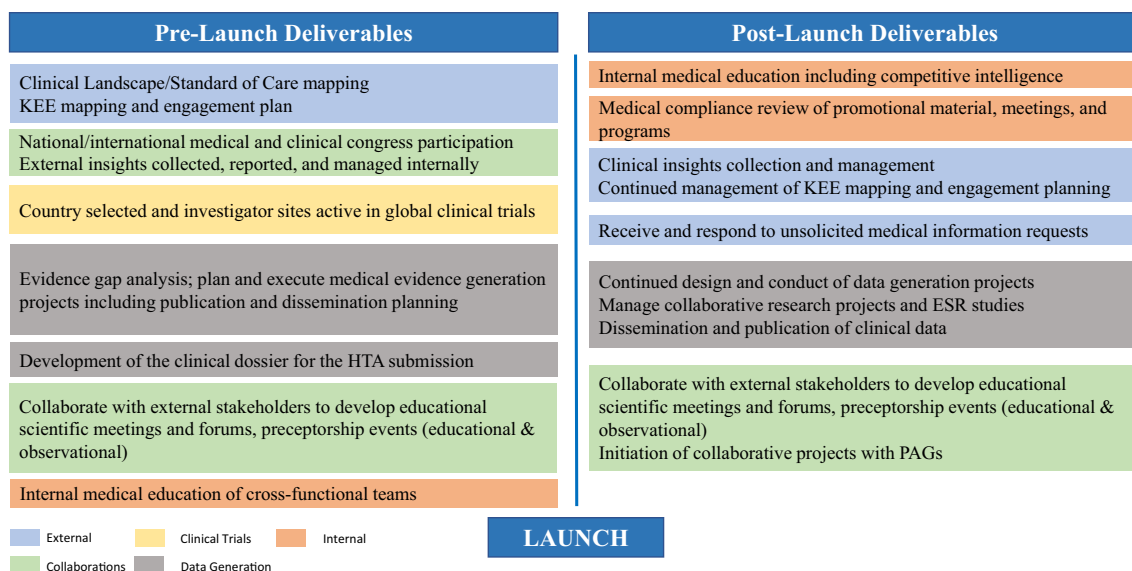 Pre-Launch Deliverables
Clinical Landscape/Standard of Care mapping
KEE mapping and engagement plan
National/international medical and clinical congress participation
External insights collected, reported, and managed internally
Country selected and investigator sites active in global clinical trials
Evidence gap analysis; plan and execute medical evidence generation
projects including publication and dissemination planning
Development of the clinical dossier for the HTA submission
Collaborate with external stakeholders to develop educational
scientific meetings and forums, preceptorship events (educational &
observational)
Internal medical education of cross-functional teams
Post-Launch Deliverables
Internal medical education including competitive intelligence
Medical compliance review of promotional material, meetings, and
programs
Clinical insights collection and management
Continued management of KEE mapping and engagement planning
Receive and respond to unsolicited medical information requests
Continued design and conduct of data generation projects
Manage collaborative research projects and ESR studies
Dissemination and publication of clinical data
Collaborate with external stakeholders to develop educational
scientific meetings and forums, preceptorship events (educational &
observational)
Initiation of collaborative projects with PAGs
LAUNCH
External
Clinical Trials
Internal
Collaborations
Data Generation